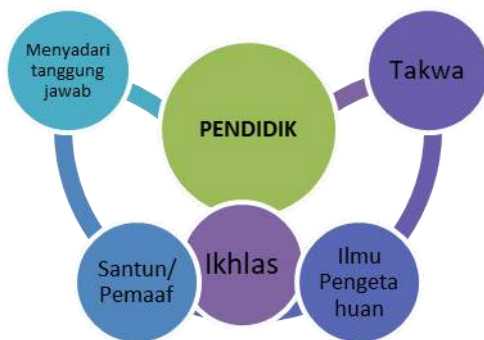 Menyadari
tanggung
jawab
PENDIDIK
Takwa
Santun/
Pemaaf
Ikhlas
Ilmu
Pengeta
huan